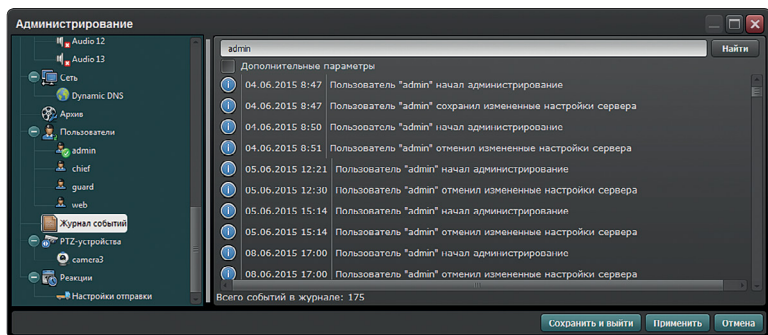 Администрирование
Audio 12
Audio 13
Сеть
Dynamic DNS
Архив
Пользователи
admin
chief
guard
web
Журнал событий
PTZ-устройства
camera3
Реакции
Настройки отправки
admin
Найти
Дополнительные параметры
04.06.2015 8:47 Пользователь "admin" начал администрирование
04.06.2015 8:47 Пользователь "admin" сохранил измененные настройки сервера
04.06.2015 8:50 Пользователь "admin" начал администрирование
04.06.2015 8:51 Пользователь "admin" отменил измененные настройки сервера
05.06.2015 12:21 Пользователь "admin" начал администрирование
05.06.2015 12:30 Пользователь "admin" отменил измененные настройки сервера
05.06.2015 15:14 Пользователь "admin" начал администрирование
05.06.2015 15:14 Пользователь "admin" отменил измененные настройки сервера
08.06.2015 17:00 Пользователь "admin" начал администрирование
08.06.2015 17:00 Пользователь "admin" отменил измененные настройки сервера
Всего событий в журнале: 175
Сохранить и выйти
Применить
Отмена